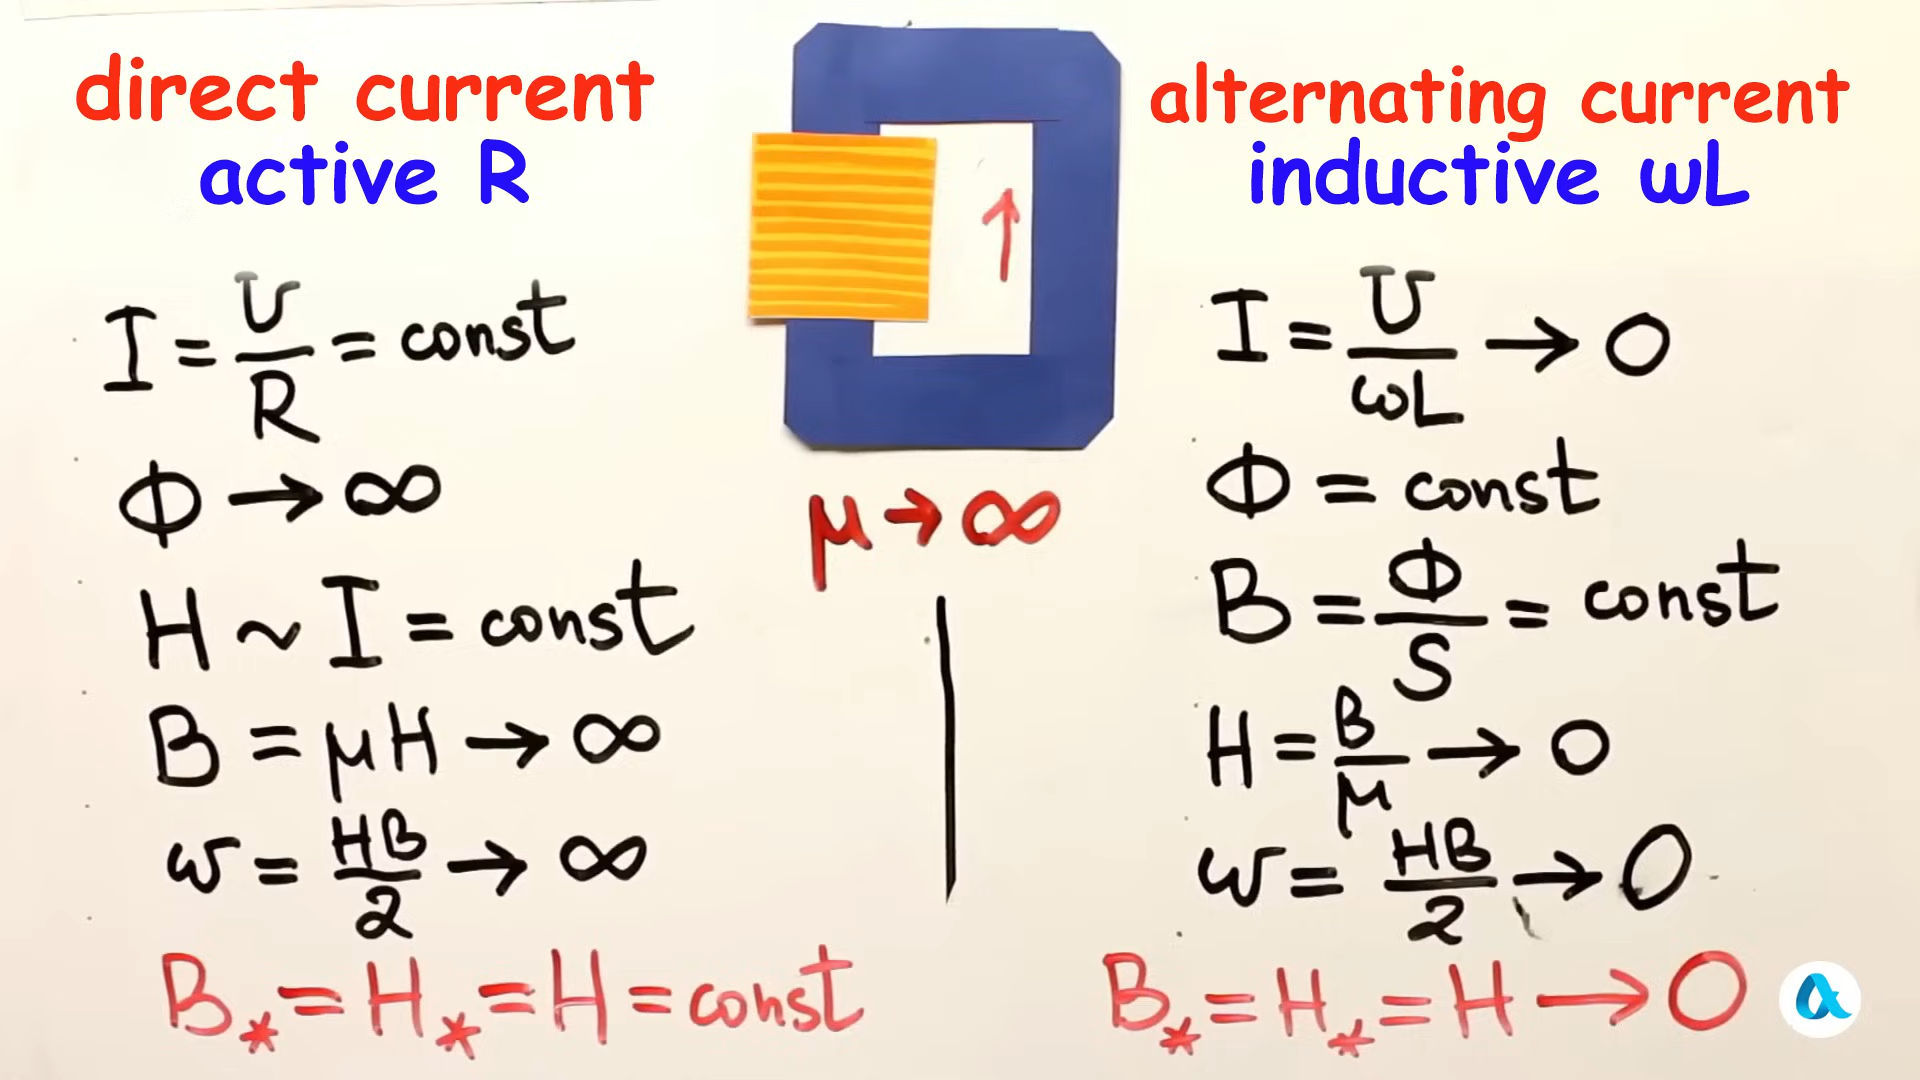 direct current
active R
I = U/R = const
Φ → ∞
H ~ I = const
B = μH → ∞
w = HB/2 → ∞
B* = H* = H = const
μ → ∞
alternating current
inductive ωL
I = U/ωL → 0
Φ = const
B = Φ/S = const
H = B/μ → 0
w = HB/2 → 0
B* = H* = H → 0